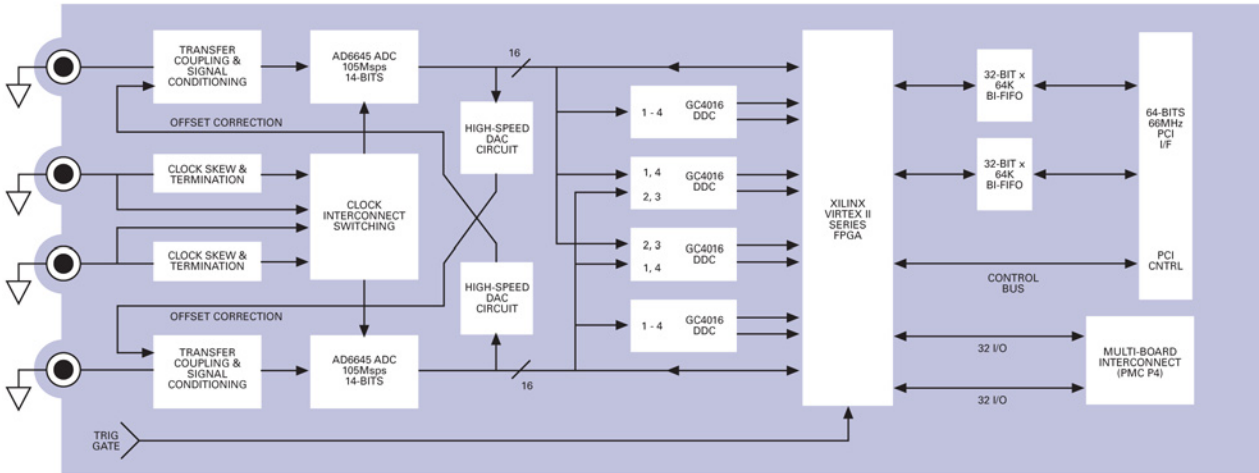 TRANSFER
COUPLING &
SIGNAL
CONDITIONING
AD6645 ADC
105Msps
14-BITS
16
OFFSET CORRECTION
HIGH-SPEED
DAC
CIRCUIT
CLOCK SKEW &
TERMINATION
CLOCK
INTERCONNECT
SWITCHING
CLOCK SKEW &
TERMINATION
HIGH-SPEED
DAC
CIRCUIT
OFFSET CORRECTION
TRANSFER
COUPLING &
SIGNAL
CONDITIONING
AD6645 ADC
105Msps
14-BITS
16
TRIG
GATE
1 - 4
GC4016
DDC
1, 4
2, 3
GC4016
DDC
2, 3
1, 4
GC4016
DDC
1 - 4
GC4016
DDC
XILINX
VIRTEX II
SERIES
FPGA
32-BIT x
64K
BI-FIFO
32-BIT x
64K
BI-FIFO
64-BITS
66MHz
PCI
I/F
PCI
CNTRL
CONTROL
BUS
32 I/O
32 I/O
MULTI-BOARD
INTERCONNECT
(PMC P4)